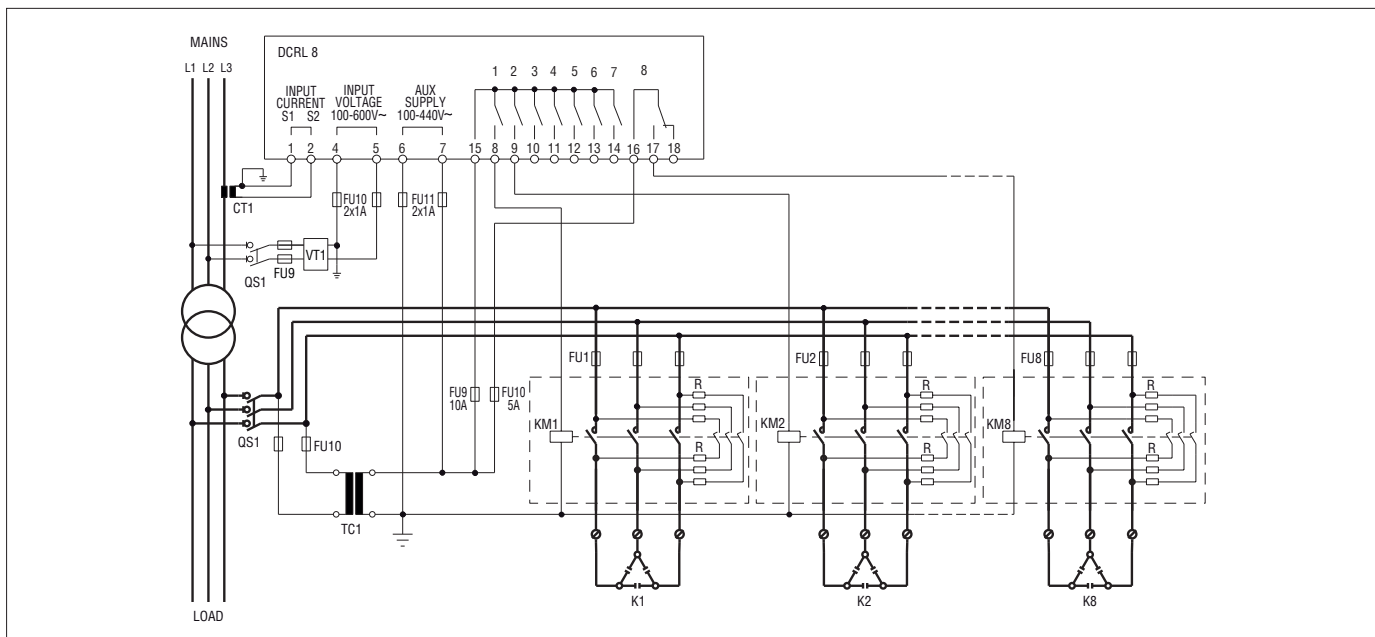 MAINS
L1 L2 L3
DCRL 8
INPUT CURRENT
S1 S2
INPUT VOLTAGE
100-600V~
AUX SUPPLY
100-440V~
1 2 3 4 5 6 7 8
1 2 4 5 6 7 15 8 9 10 11 12 13 14 16 17 18
CT1
FU10
2x1A
FU11
2x1A
VT1
FU9
QS1
FU1
FU2
FU8
FU9
10A
FU10
5A
R
R
R
KM1
KM2
KM8
QS1
FU10
R
R
R
TC1
K1
K2
K8
LOAD